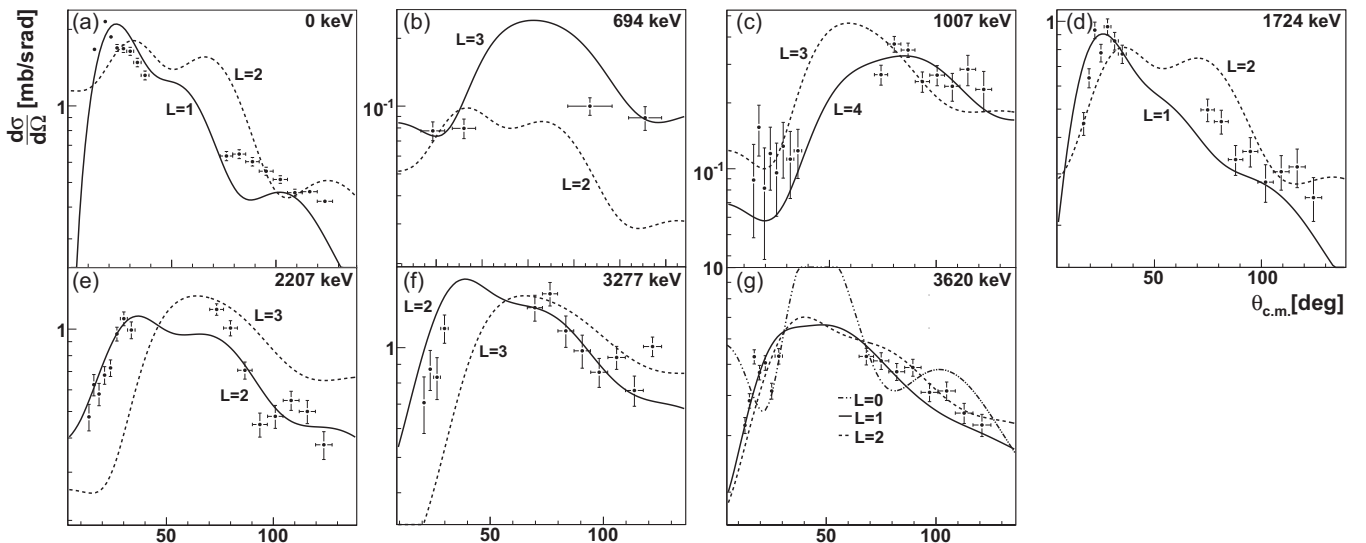 (a) 0 keV
L=2
L=1
1
dσ/dΩ [mb/srad]
(b) 694 keV
L=3
10⁻¹
L=2
(c) 1007 keV
L=3
L=4
10⁻¹
(d) 1724 keV
1
L=2
L=1
50 100
θc.m.[deg]
(e) 2207 keV
1
L=3
L=2
50 100
(f) 3277 keV
L=2
1
L=3
50 100
10
(g) 3620 keV
L=0
L=1
L=2
1
50 100